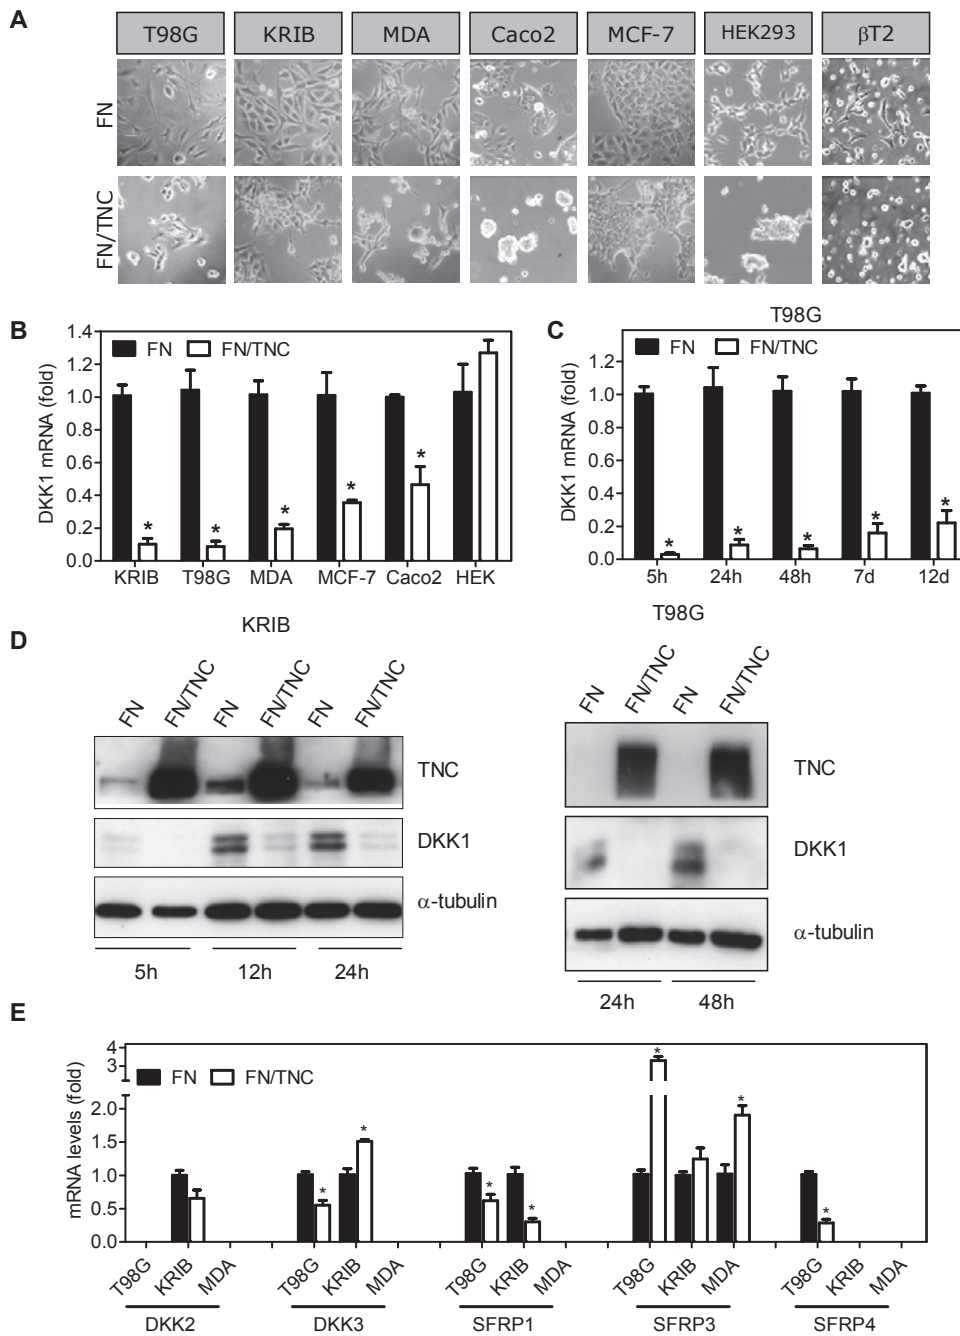 A
T98G KRIB MDA Caco2 MCF-7 HEK293 βT2
FN
FN/TNC
B
DKK1 mRNA (fold)
1.4
1.2
1.0
0.8
0.6
0.4
0.2
0.0
FN FN/TNC
* * * * *
KRIB T98G MDA MCF-7 Caco2 HEK
C
T98G
DKK1 mRNA (fold)
1.2
1.0
0.8
0.6
0.4
0.2
0.0
FN FN/TNC
* * * * *
5h 24h 48h 7d 12d
D
KRIB
FN FN/TNC FN FN/TNC FN FN/TNC
TNC
DKK1
α-tubulin
5h 12h 24h
T98G
FN FN/TNC FN FN/TNC
TNC
DKK1
α-tubulin
24h 48h
E
mRNA levels (fold)
4
3
2.0
1.5
1.0
0.5
0.0
FN FN/TNC
* * * * * * *
T98G KRIB MDA T98G KRIB MDA T98G KRIB MDA T98G KRIB MDA T98G KRIB MDA
DKK2 DKK3 SFRP1 SFRP3 SFRP4